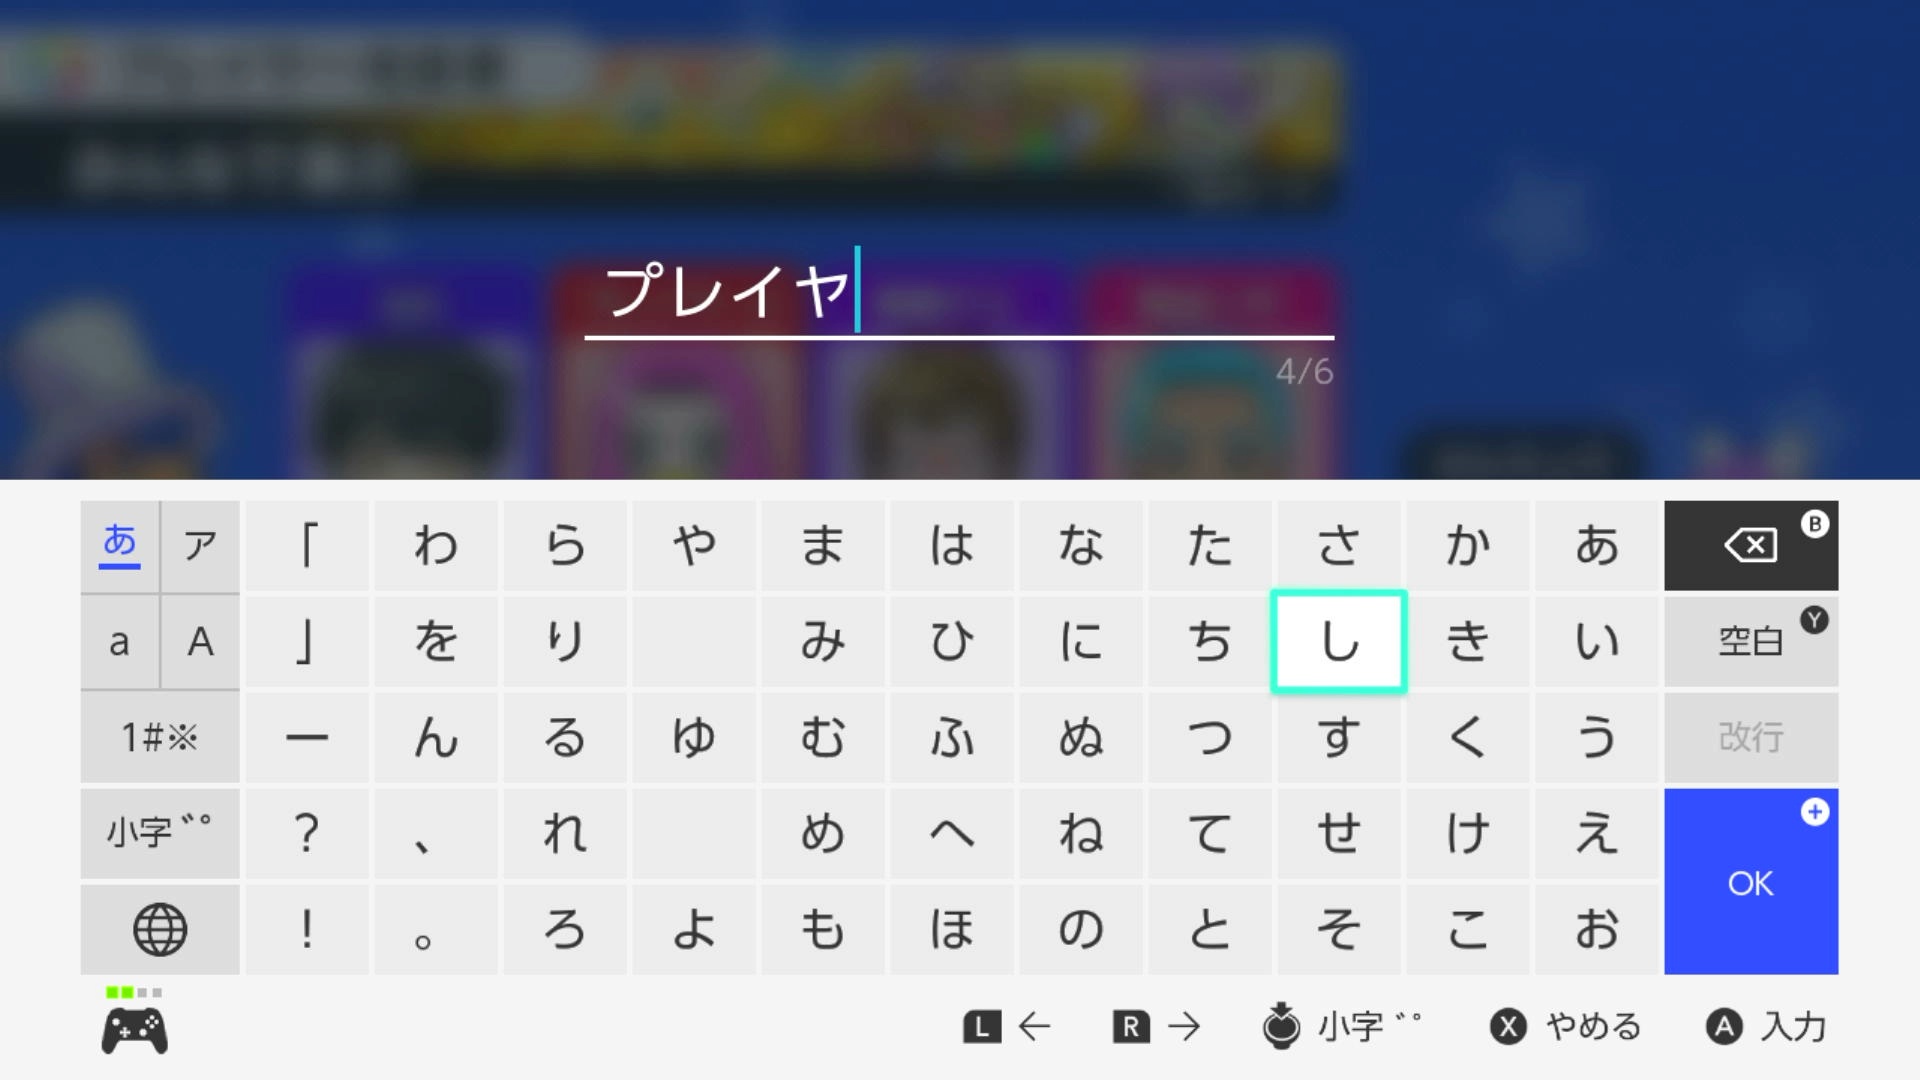 プレイヤ
4/6
あ ア 「 わ ら や ま は な た さ か あ B
a A 」 を り み ひ に ち し き い 空白 Y
1#※ ー ん る ゆ む ふ ぬ つ す く う 改行
小字゛゜ ? 、 れ め へ ね て せ け え +
! 。 ろ よ も ほ の と そ こ お OK
L ← R → 小字゛゜ X やめる A 入力